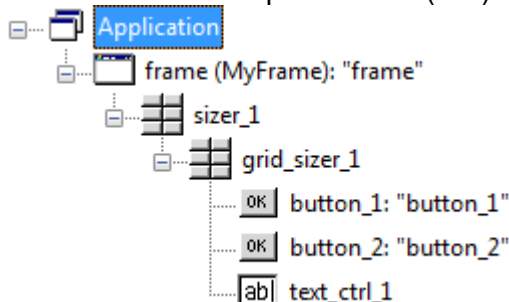 Application
frame (MyFrame): "frame"
sizer_1
grid_sizer_1
OK button_1: "button_1"
OK button_2: "button_2"
ab| text_ctrl_1